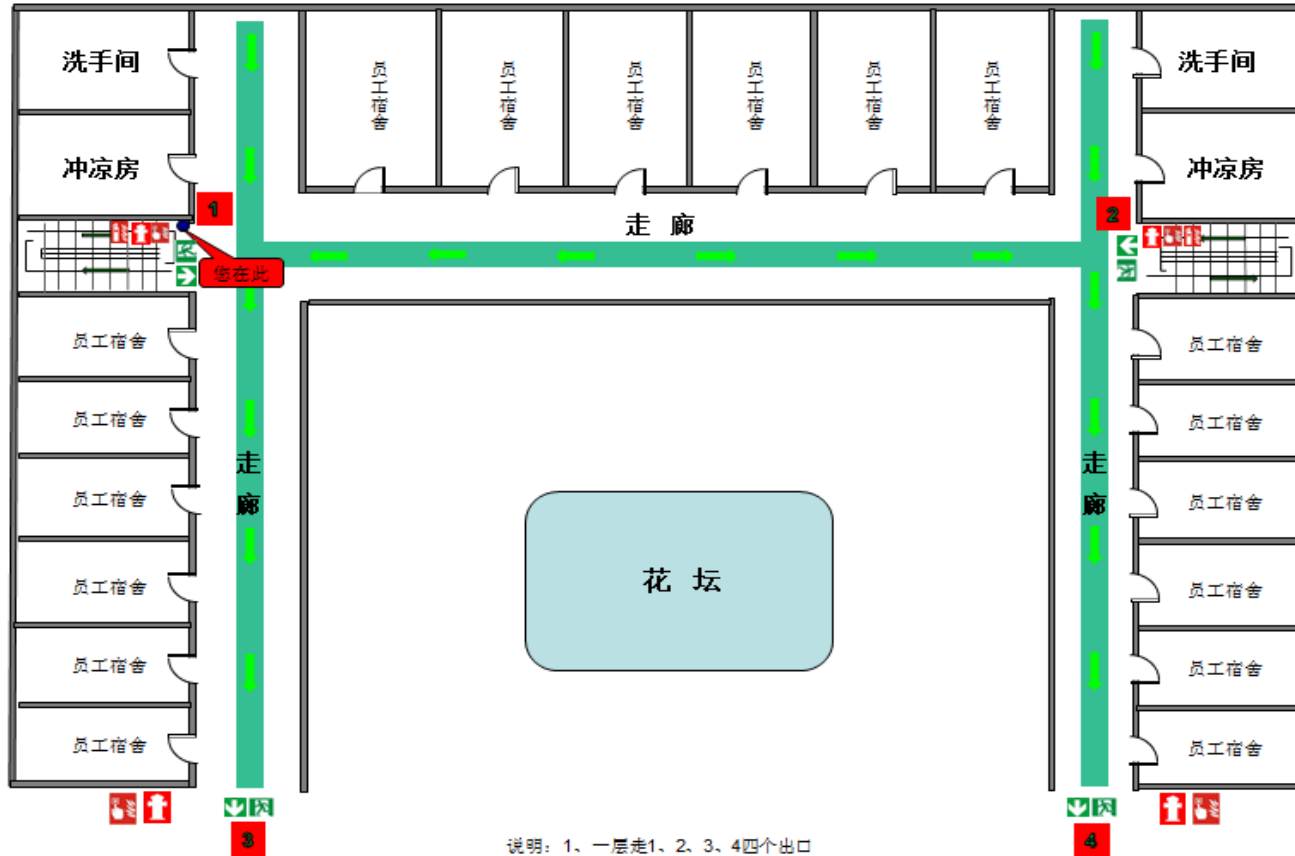 洗手间
员工宿舍
员工宿舍
员工宿舍
员工宿舍
员工宿舍
员工宿舍
洗手间
冲凉房
冲凉房
1
走 廊
2
您在此
员工宿舍
员工宿舍
员工宿舍
员工宿舍
走
廊
走
廊
员工宿舍
员工宿舍
员工宿舍
花 坛
员工宿舍
员工宿舍
员工宿舍
员工宿舍
员工宿舍
3
4
说明：1、一层走1、2、3、4四个出口